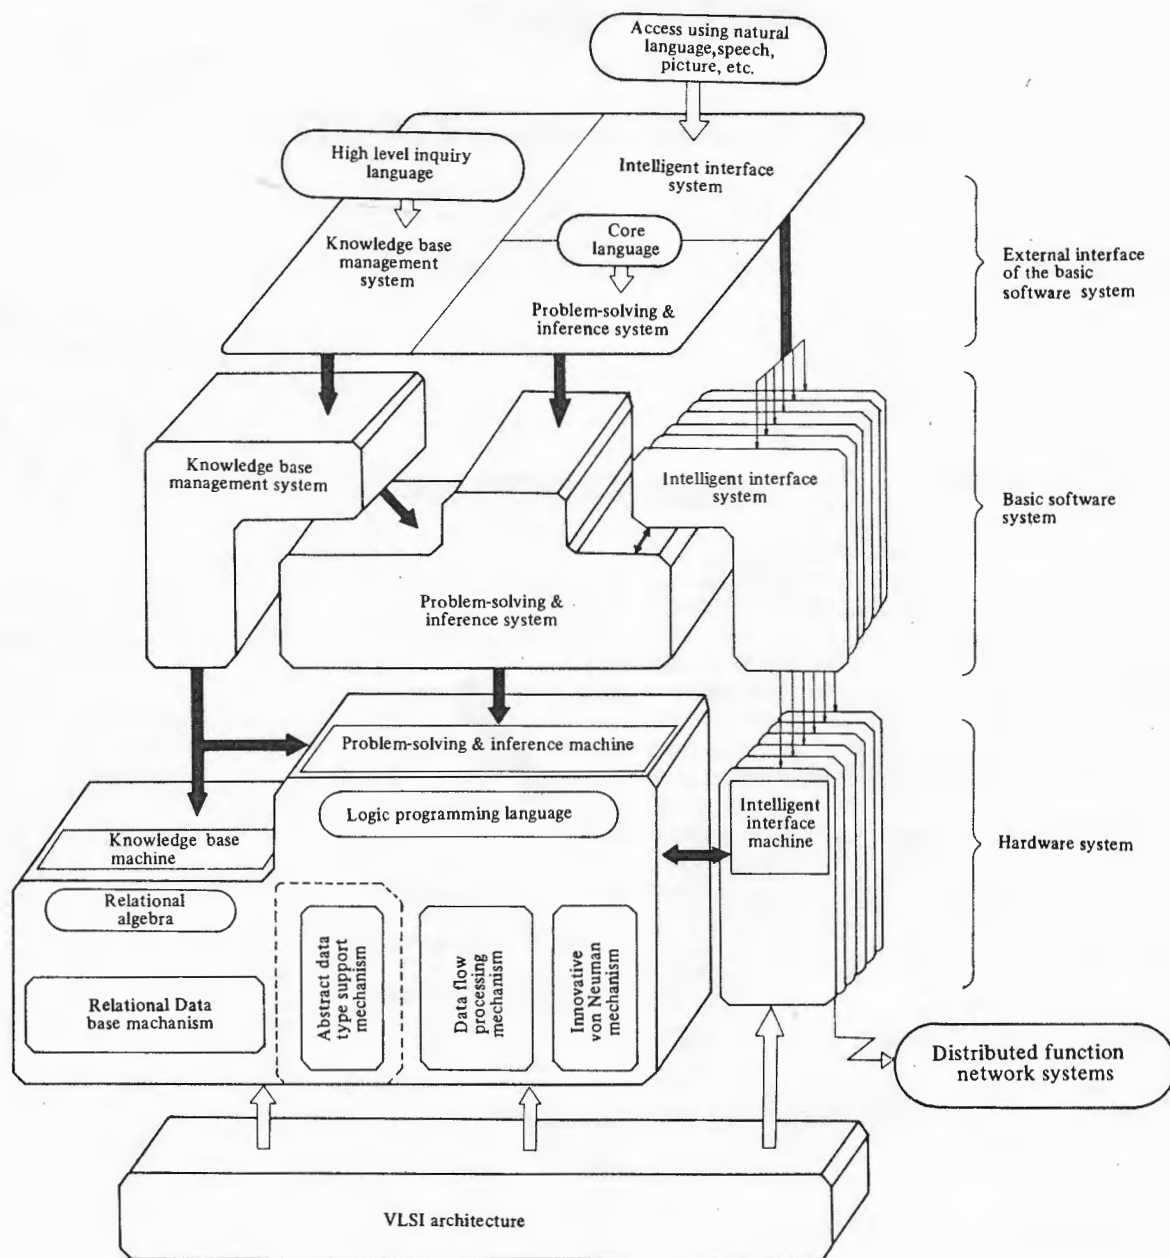 Access using natural
language,speech,
picture, etc.
High level inquiry
language
Intelligent interface
system
Core
language
Knowledge base
management
system
Problem-solving &
inference system
External interface
of the basic
software system
Knowledge base
management system
Intelligent interface
system
Problem-solving &
inference system
Basic software
system
Problem-solving & inference machine
Logic programming language
Knowledge base
machine
Relational
algebra
Relational Data
base machanism
Abstract data
type support
mechanism
Data flow
processing
mechanism
Innovative
von Neuman
mechanism
Intelligent
interface
machine
Hardware system
Distributed function
network systems
VLSI architecture